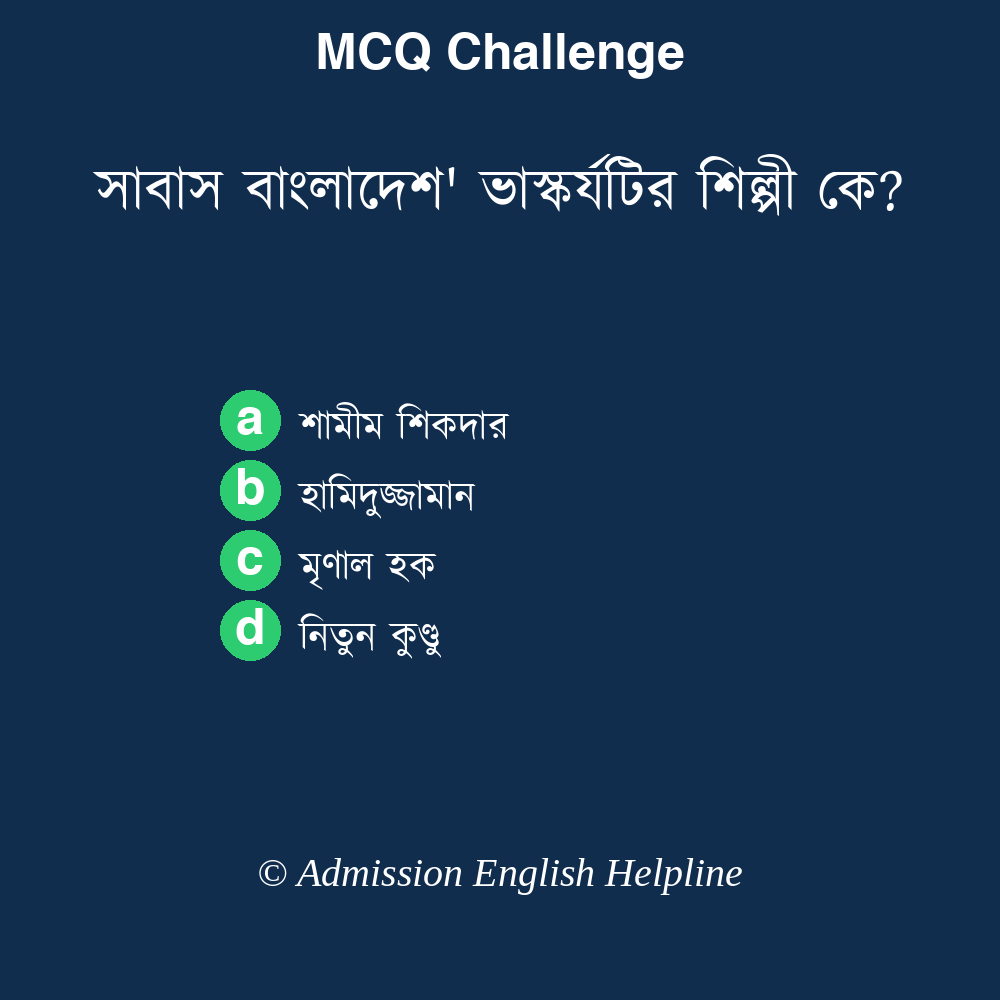 MCQ Challenge
সাবাস বাংলাদেশ' ভাস্কর্যটির শিল্পী কে?
a শামীম শিকদার
b হামিদুজ্জামান
c মৃণাল হক
d নিতুন কুণ্ডু
© Admission English Helpline